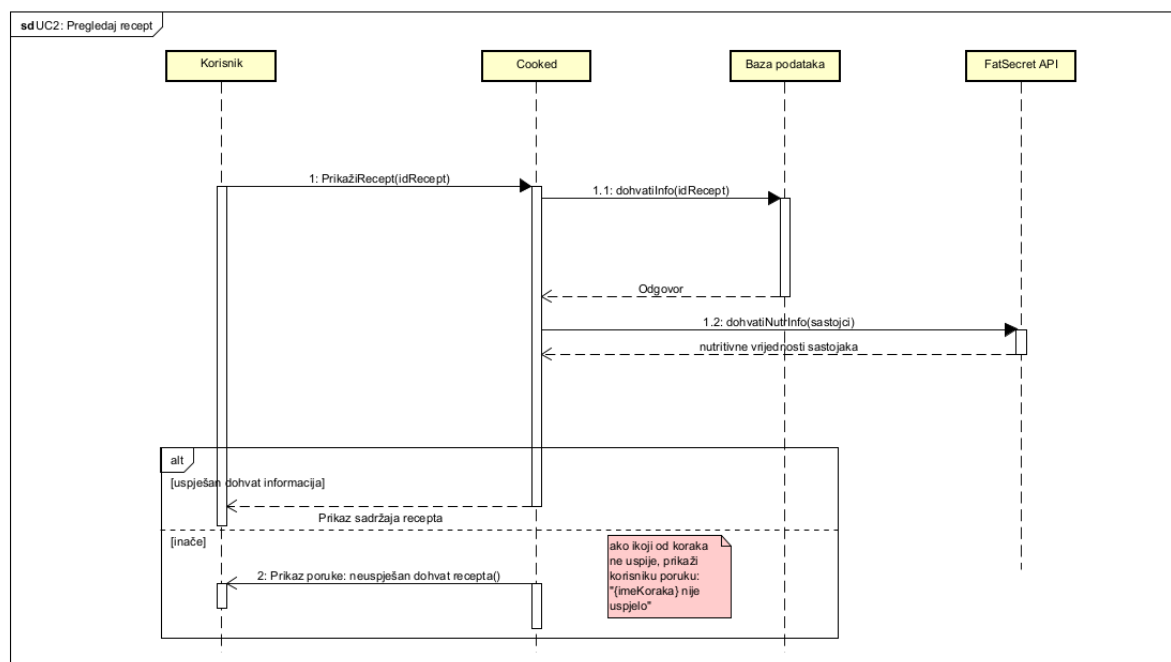 sd UC2: Pregledaj recept
Korisnik
Cooked
Baza podataka
FatSecret API
1: PrikažiRecept(idRecept)
1.1: dohvatiInfo(idRecept)
Odgovor
1.2: dohvatiNutrInfo(sastojci)
nutritivne vrijednosti sastojaka
alt
[uspješan dohvat informacija]
Prikaz sadržaja recepta
[inače]
ako ikoji od koraka
ne uspije, prikaži
korisniku poruku:
"{imeKoraka} nije
uspjelo"
2: Prikaz poruke: neuspješan dohvat recepta()